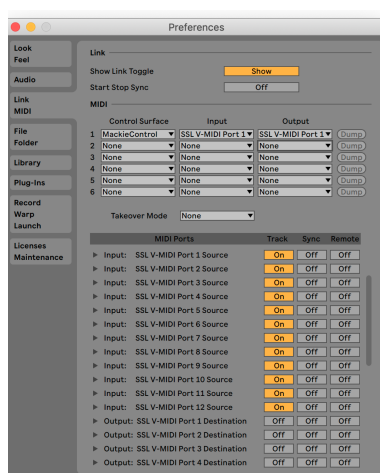 Preferences
Look
Feel
Audio
Link
MIDI
File
Folder
Library
Plug-Ins
Record
Warp
Launch
Licenses
Maintenance
Link
Show Link Toggle Show
Start Stop Sync Off
MIDI
Control Surface Input Output
1 MackieControl SSL V-MIDI Port 1 SSL V-MIDI Port 1 Dump
2 None None None Dump
3 None None None Dump
4 None None None Dump
5 None None None Dump
6 None None None Dump
Takeover Mode None
MIDI Ports Track Sync Remote
Input: SSL V-MIDI Port 1 Source On Off Off
Input: SSL V-MIDI Port 2 Source On Off Off
Input: SSL V-MIDI Port 3 Source On Off Off
Input: SSL V-MIDI Port 4 Source On Off Off
Input: SSL V-MIDI Port 5 Source On Off Off
Input: SSL V-MIDI Port 6 Source On Off Off
Input: SSL V-MIDI Port 7 Source On Off Off
Input: SSL V-MIDI Port 8 Source On Off Off
Input: SSL V-MIDI Port 9 Source On Off Off
Input: SSL V-MIDI Port 10 Source On Off Off
Input: SSL V-MIDI Port 11 Source On Off Off
Input: SSL V-MIDI Port 12 Source On Off Off
Output: SSL V-MIDI Port 1 Destination Off Off Off
Output: SSL V-MIDI Port 2 Destination Off Off Off
Output: SSL V-MIDI Port 3 Destination Off Off Off
Output: SSL V-MIDI Port 4 Destination Off Off Off